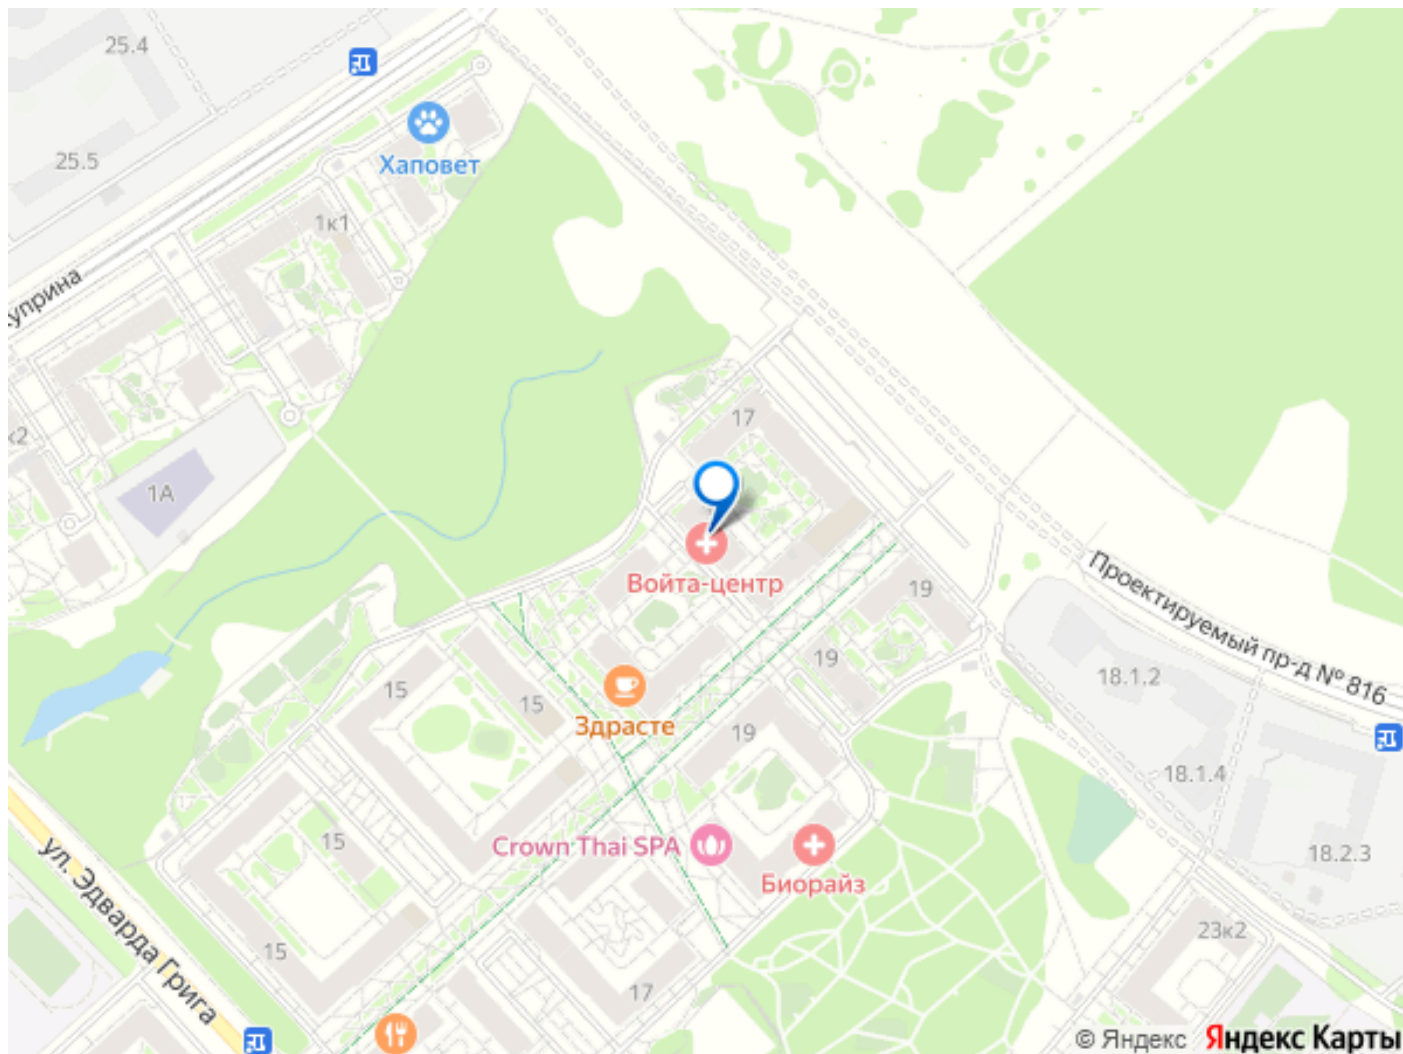 25.4
25.5
Хаповет
1к1
уприна
к2
1А
17
Войта-центр
19
Проектируемый пр-д № 816
19
18.1.2
15
15
Здрасте
19
18.1.4
15
Crown Thai SPA
18.2.3
Биорайз
ул. Эдварда Грига
23к2
15
17
© Яндекс Яндекс Карты